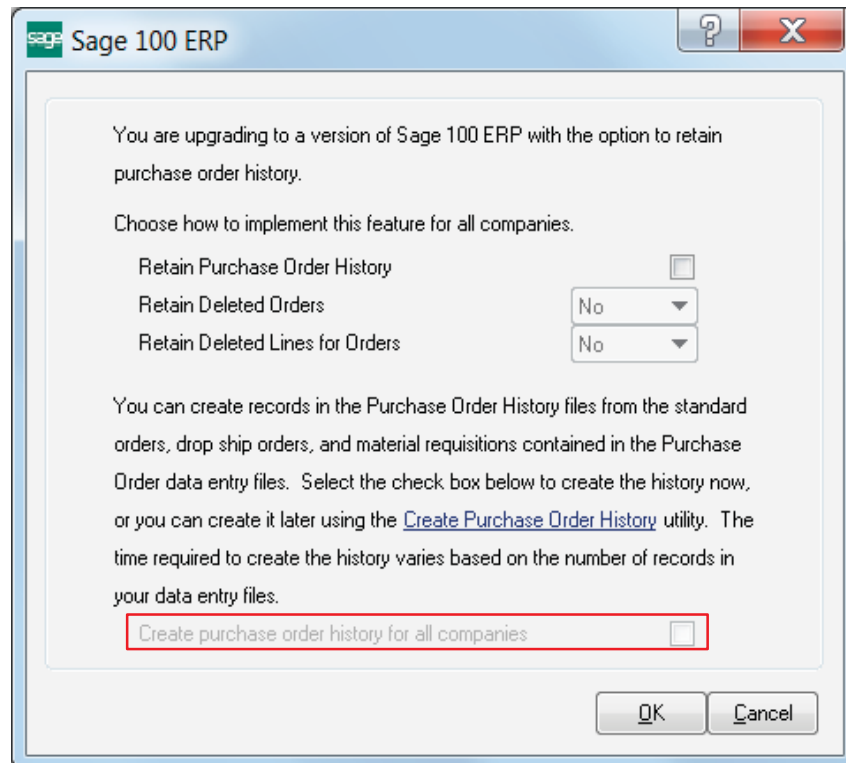 sage Sage 100 ERP
You are upgrading to a version of Sage 100 ERP with the option to retain
purchase order history.
Choose how to implement this feature for all companies.
Retain Purchase Order History
Retain Deleted Orders No
Retain Deleted Lines for Orders No
You can create records in the Purchase Order History files from the standard
orders, drop ship orders, and material requisitions contained in the Purchase
Order data entry files. Select the check box below to create the history now,
or you can create it later using the Create Purchase Order History utility. The
time required to create the history varies based on the number of records in
your data entry files.
Create purchase order history for all companies
OK Cancel